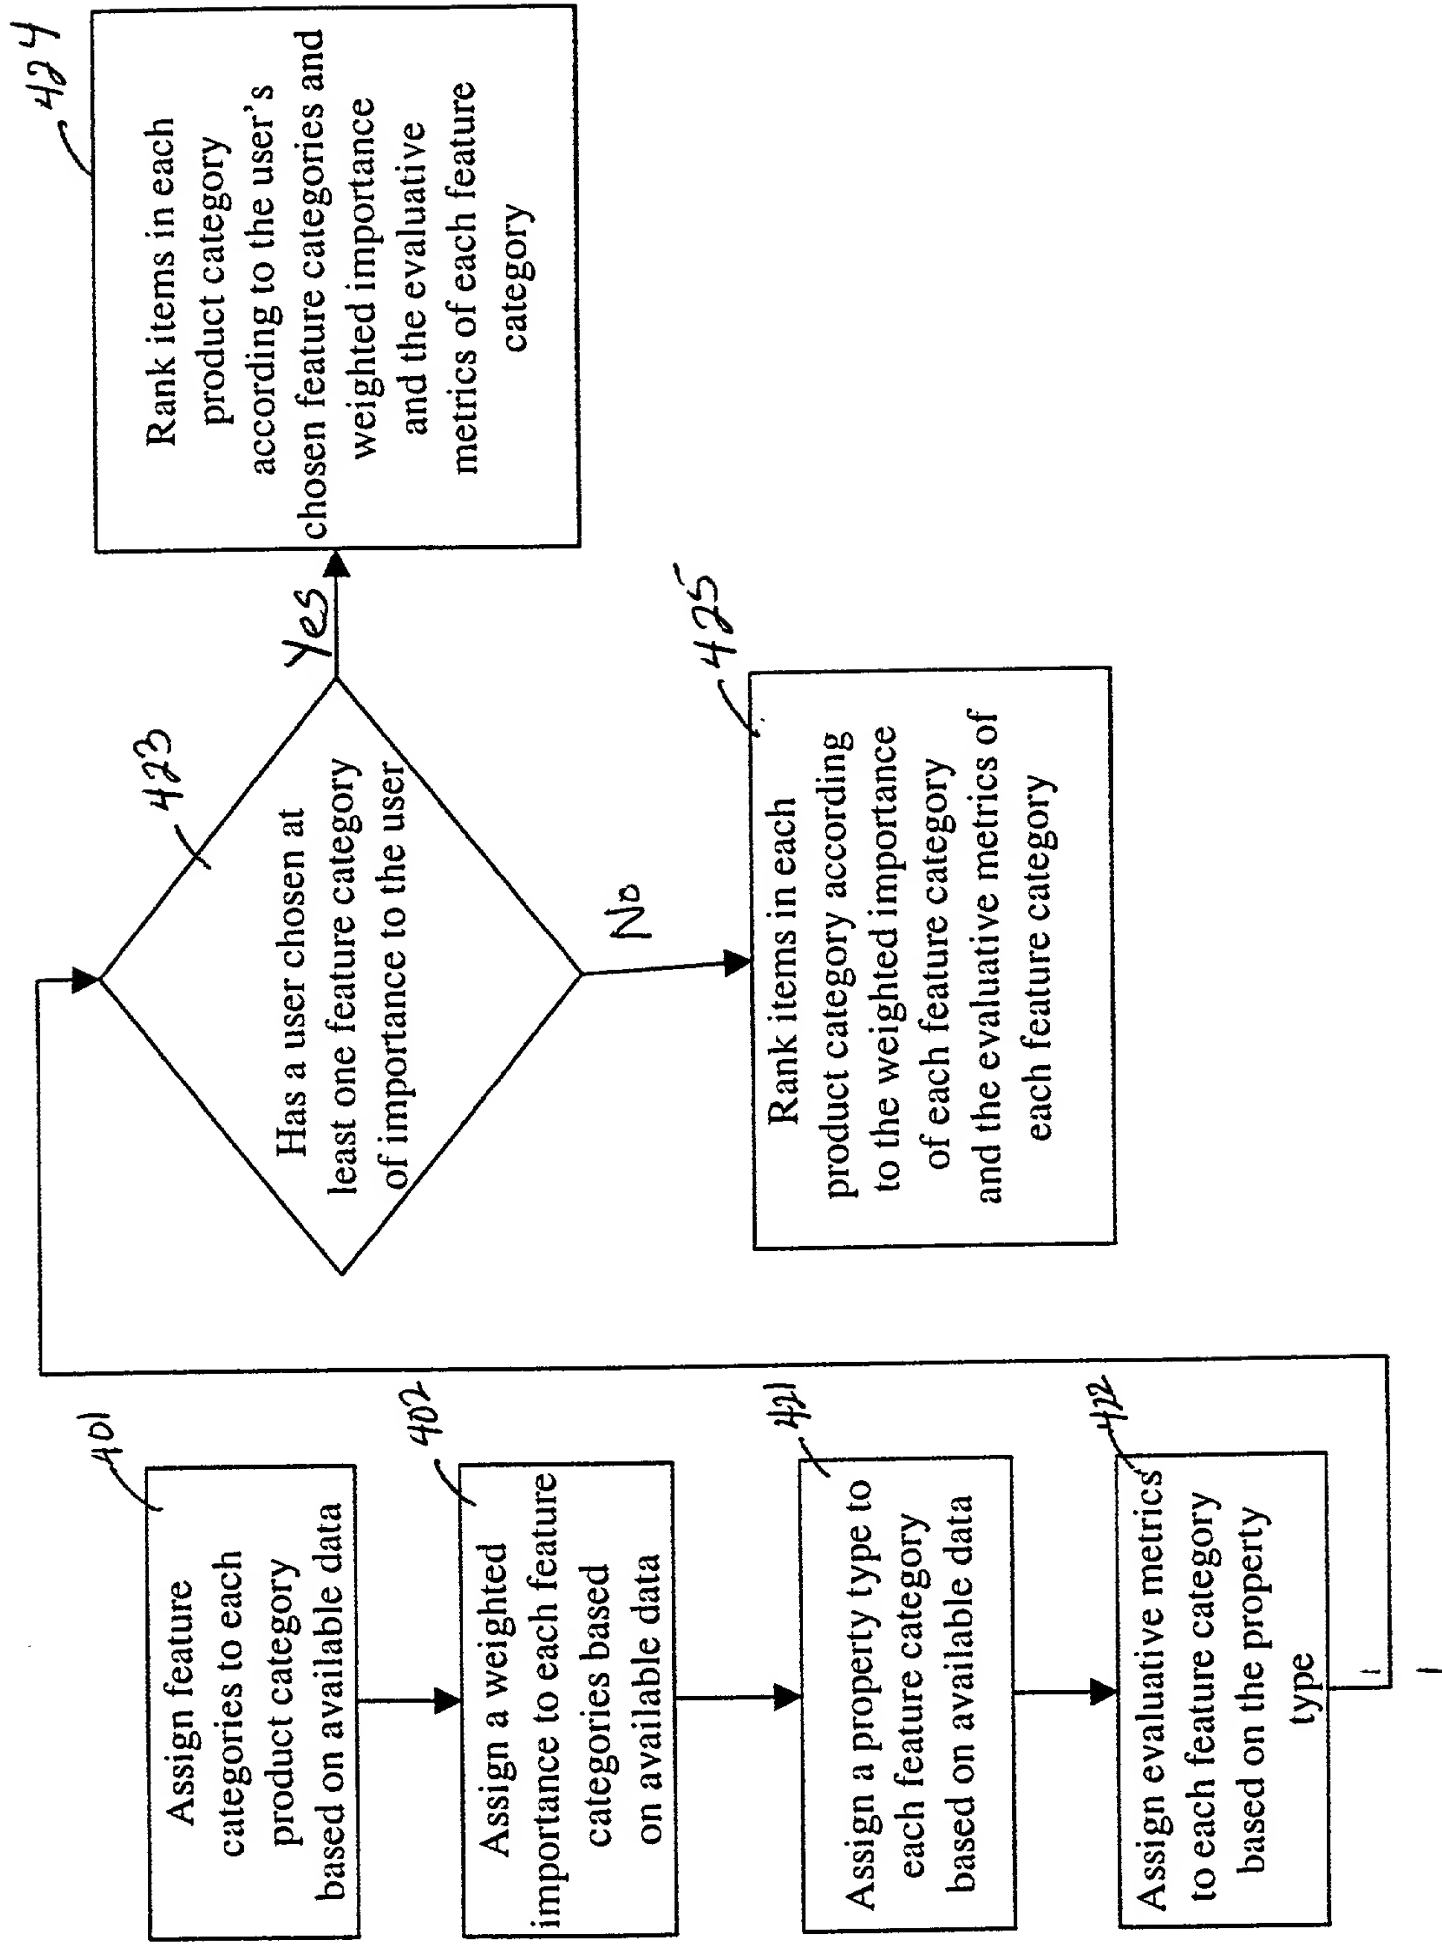 401
Assign feature
categories to each
product category
based on available data
402
Assign a weighted
importance to each feature
categories based
on available data
421
Assign a property type to
each feature category
based on available data
422
Assign evaluative metrics
to each feature category
based on the property
type
423
Has a user chosen at
least one feature category
of importance to the user
Yes
No
424
Rank items in each
product category
according to the user's
chosen feature categories and
weighted importance
and the evaluative
metrics of each feature
category
425
Rank items in each
product category according
to the weighted importance
of each feature category
and the evaluative metrics of
each feature category